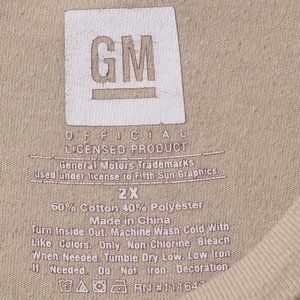 GM
OFFICIAL
LICENSED PRODUCT
General Motors Trademarks
used under license to Fifth Sun Graphics.
2X
60% Cotton 40% Polyester
Made in China
Turn Inside Out. Machine Wash Cold With
Like Colors. Only Non-Chlorine Bleach
When Needed. Tumble Dry Low. Low Iron
If Needed. Do Not Iron Decoration
RN #111647